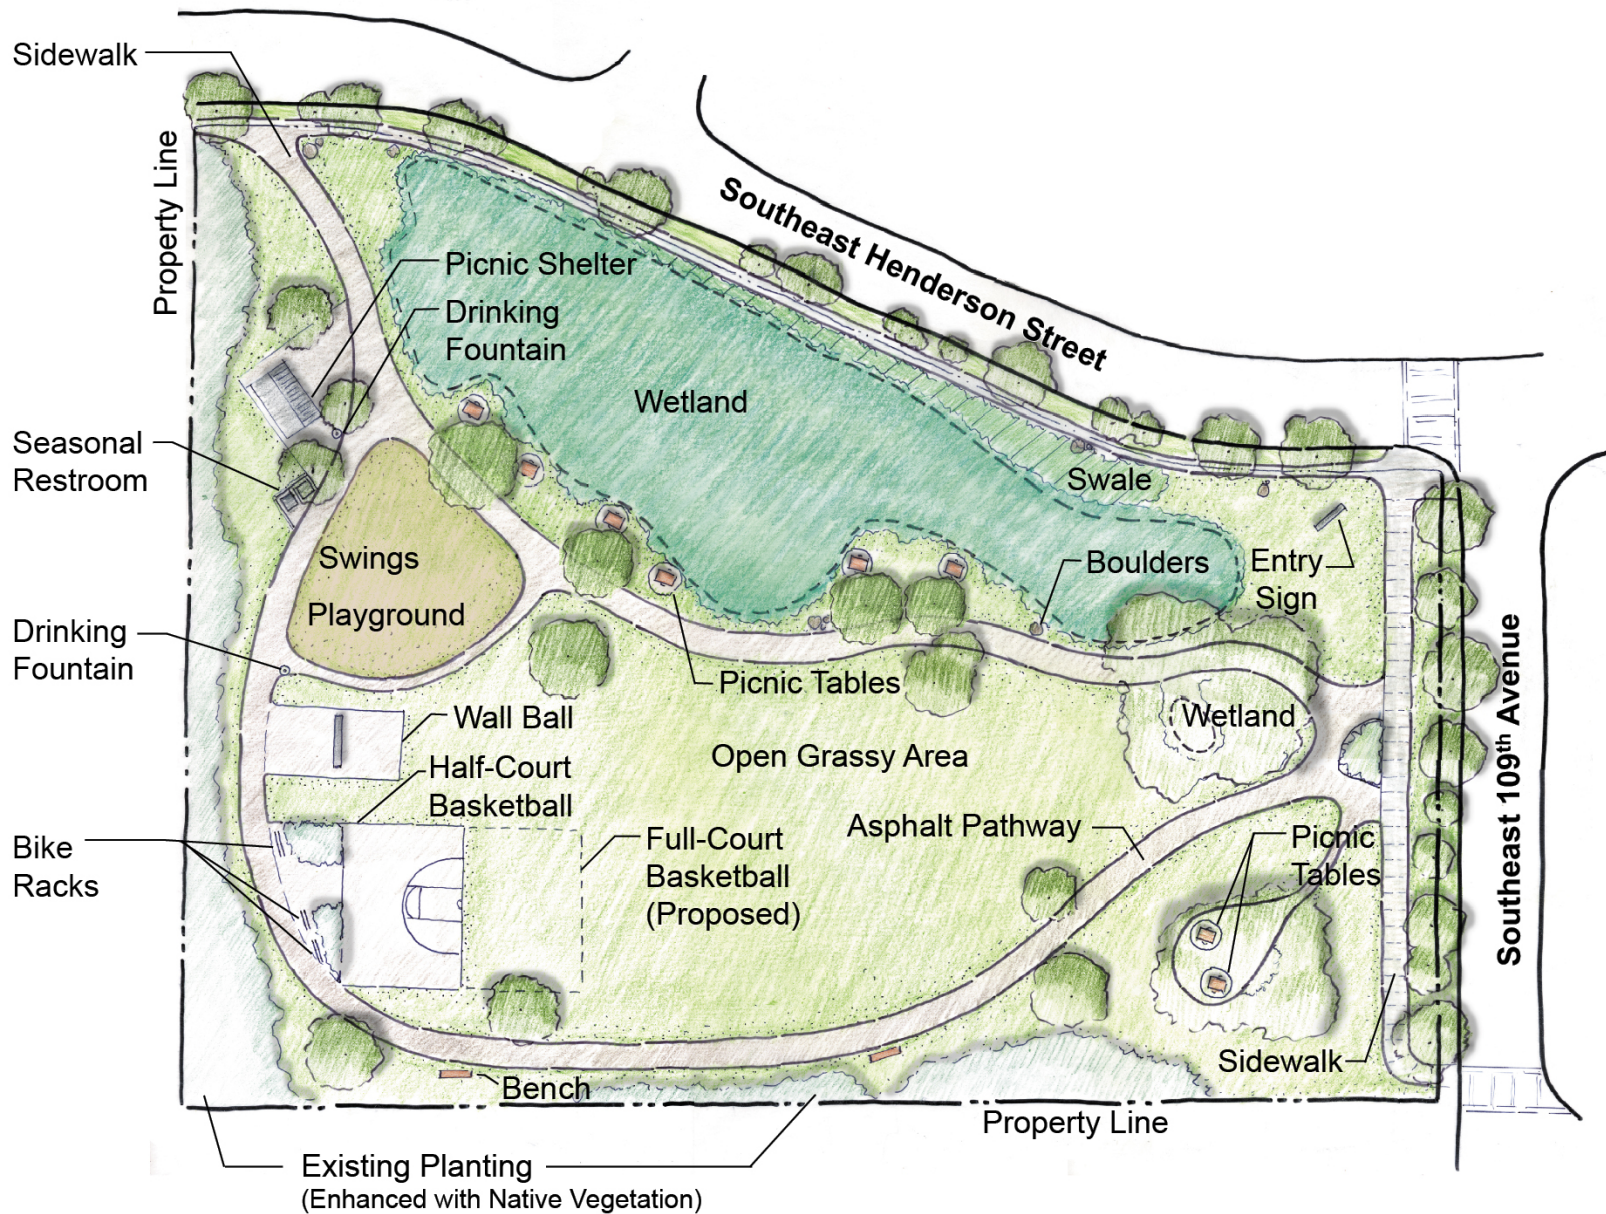 Sidewalk
Property Line
Southeast Henderson Street
Picnic Shelter
Drinking
Fountain
Wetland
Seasonal
Restroom
Swale
Swings
Playground
Boulders
Entry
Sign
Drinking
Fountain
Picnic Tables
Wall Ball
Wetland
Southeast 109th Avenue
Open Grassy Area
Half-Court
Basketball
Asphalt Pathway
Bike
Racks
Full-Court
Basketball
(Proposed)
Picnic
Tables
Sidewalk
Bench
Property Line
Existing Planting
(Enhanced with Native Vegetation)